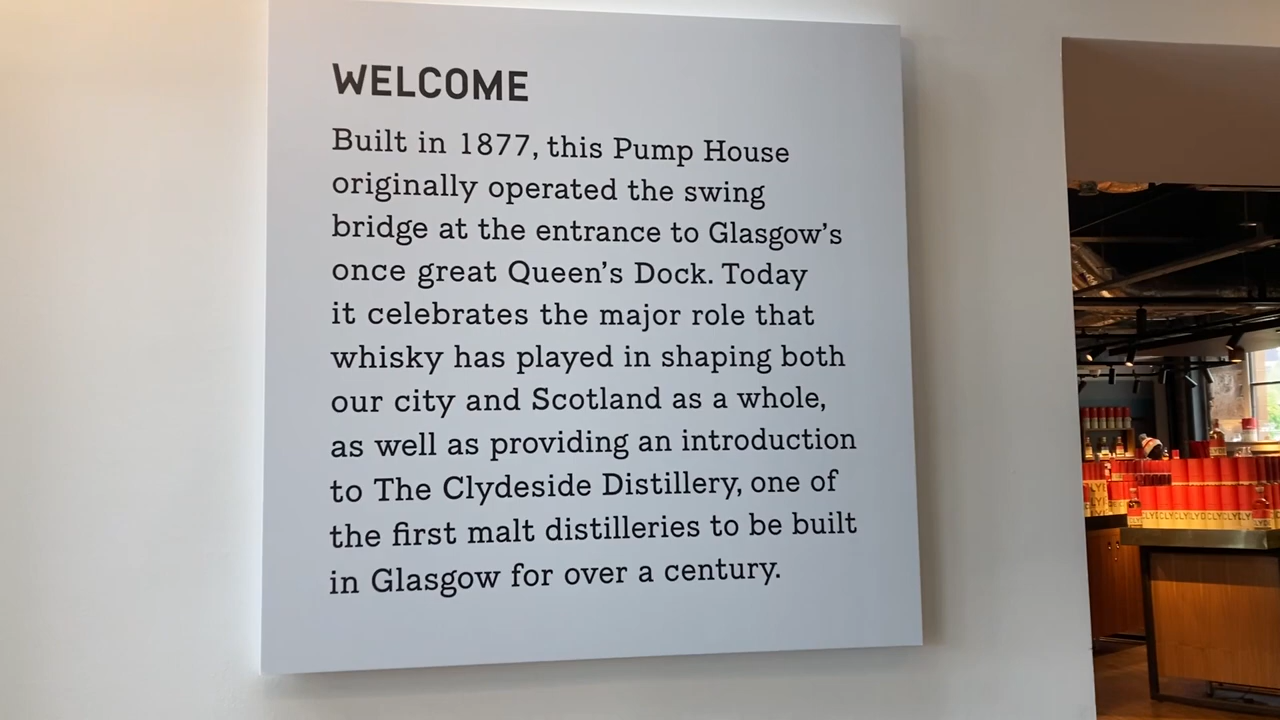 WELCOME
Built in 1877, this Pump House
originally operated the swing
bridge at the entrance to Glasgow’s
once great Queen’s Dock. Today
it celebrates the major role that
whisky has played in shaping both
our city and Scotland as a whole,
as well as providing an introduction
to The Clydeside Distillery, one of
the first malt distilleries to be built
in Glasgow for over a century.